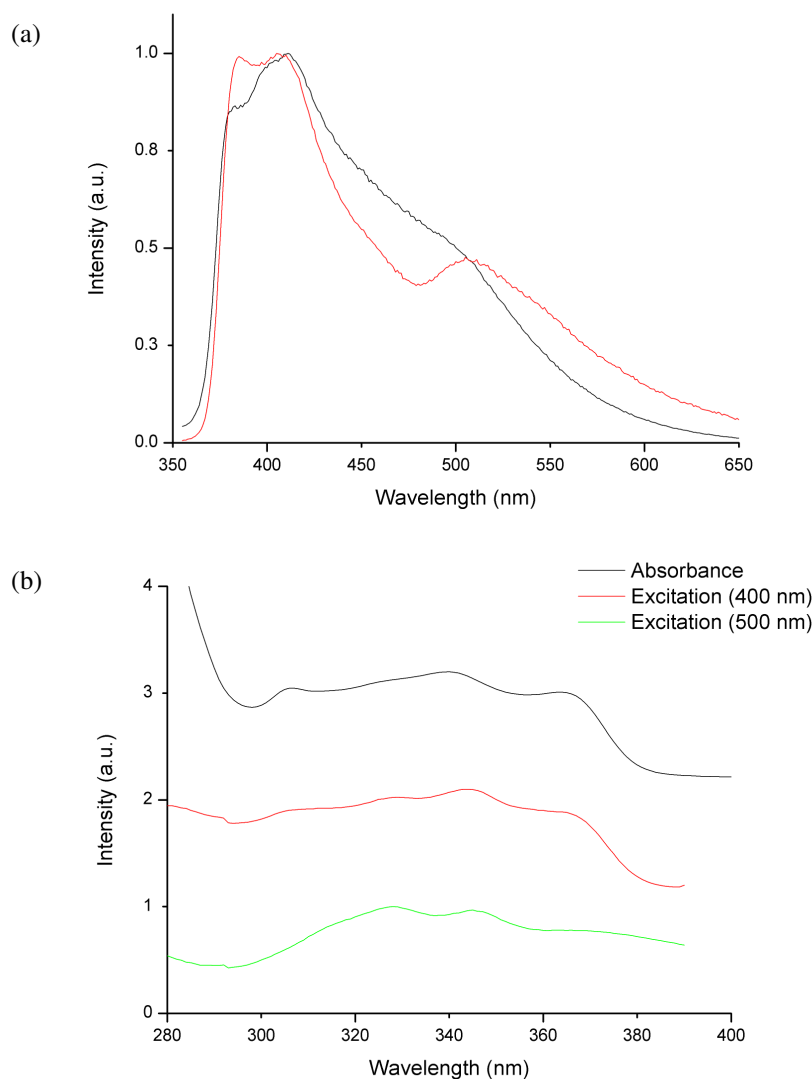 (a)
Intensity (a.u.)
1.0
0.8
0.5
0.3
0.0
350 400 450 500 550 600 650
Wavelength (nm)
(b)
Absorbance
Excitation (400 nm)
Excitation (500 nm)
Intensity (a.u.)
4
3
2
1
0
280 300 320 340 360 380 400
Wavelength (nm)